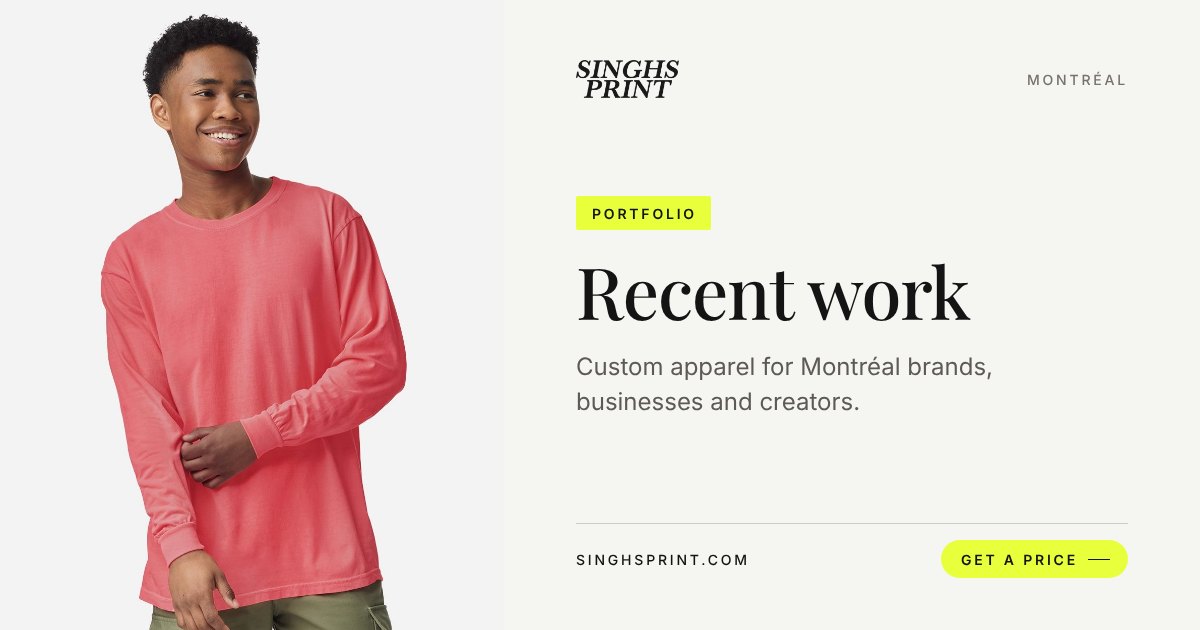 SINGHS
PRINT
MONTRÉAL
PORTFOLIO
Recent work
Custom apparel for Montréal brands,
businesses and creators.
SINGHSPRINT.COM
GET A PRICE